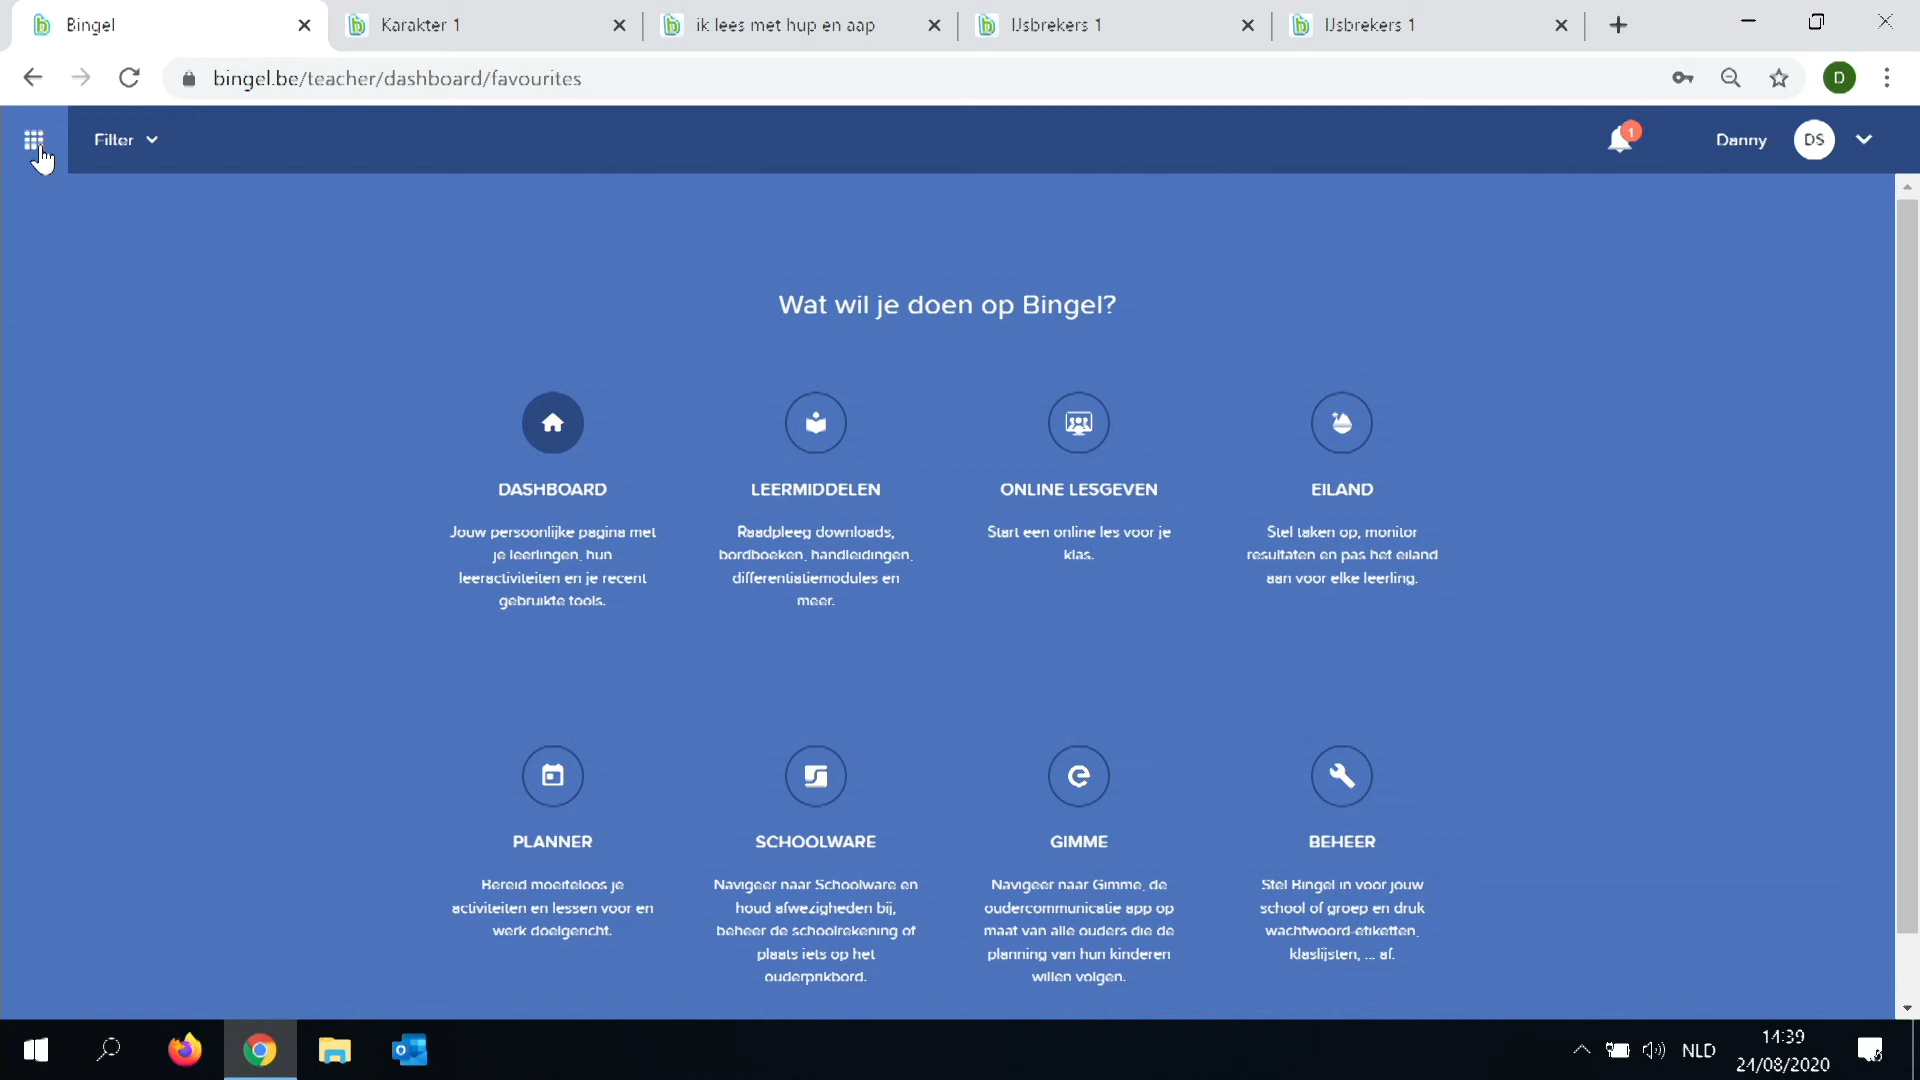 Bingel
Karakter 1
ik lees met hup en aap
IJsbrekers 1
IJsbrekers 1
bingel.be/teacher/dashboard/favourites
D
Filter
1
Danny
DS
Wat wil je doen op Bingel?
DASHBOARD
Jouw persoonlijke pagina met
je leerlingen, hun
leeractiviteiten en je recent
gebruikte tools.
LEERMIDDELEN
Raadpleeg downloads,
bordboeken, handleidingen,
differentiatiemodules en
meer.
ONLINE LESGEVEN
Start een online les voor je
klas.
EILAND
Stel taken op, monitor
resultaten en pas het eiland
aan voor elke leerling.
PLANNER
Bereid moeiteloos je
activiteiten en lessen voor en
werk doelgericht.
SCHOOLWARE
Navigeer naar Schoolware en
houd afwezigheden bij,
beheer de schoolrekening of
plaats iets op het
ouderprikbord.
GIMME
Navigeer naar Gimme, de
oudercommunicatie app op
maat van alle ouders die de
planning van hun kinderen
willen volgen.
BEHEER
Stel Bingel in voor jouw
school of groep en druk
wachtwoord-etiketten,
klaslijsten, ... af.
NLD
14:39
24/08/2020